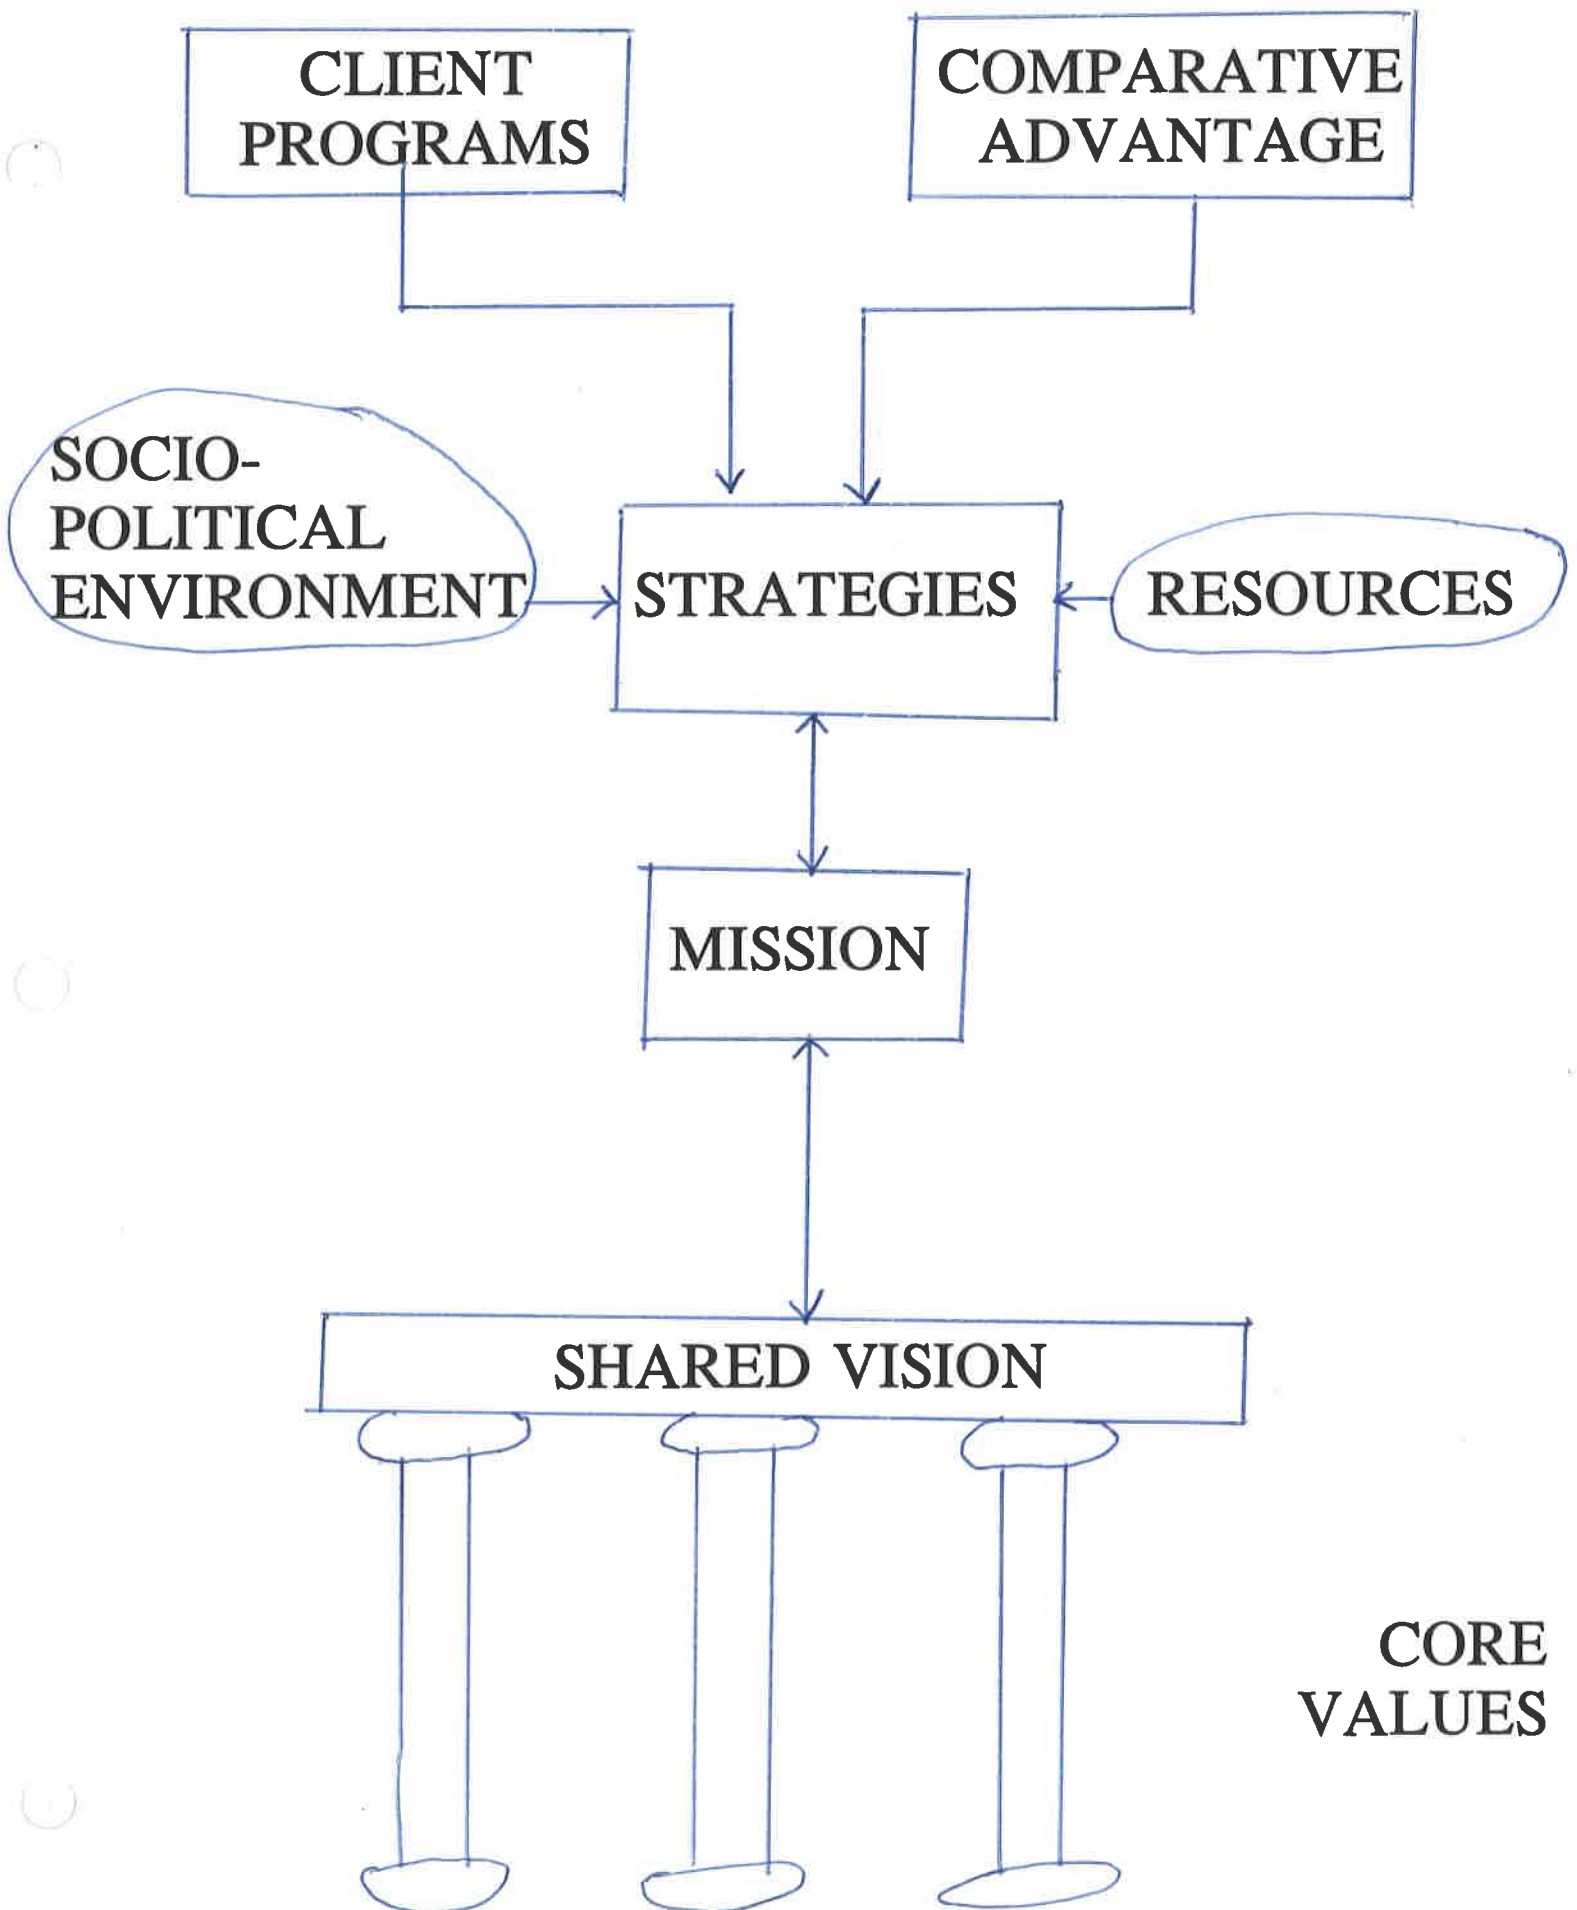 CLIENT
PROGRAMS
COMPARATIVE
ADVANTAGE
SOCIO-
POLITICAL
ENVIRONMENT
STRATEGIES
RESOURCES
MISSION
SHARED VISION
CORE
VALUES